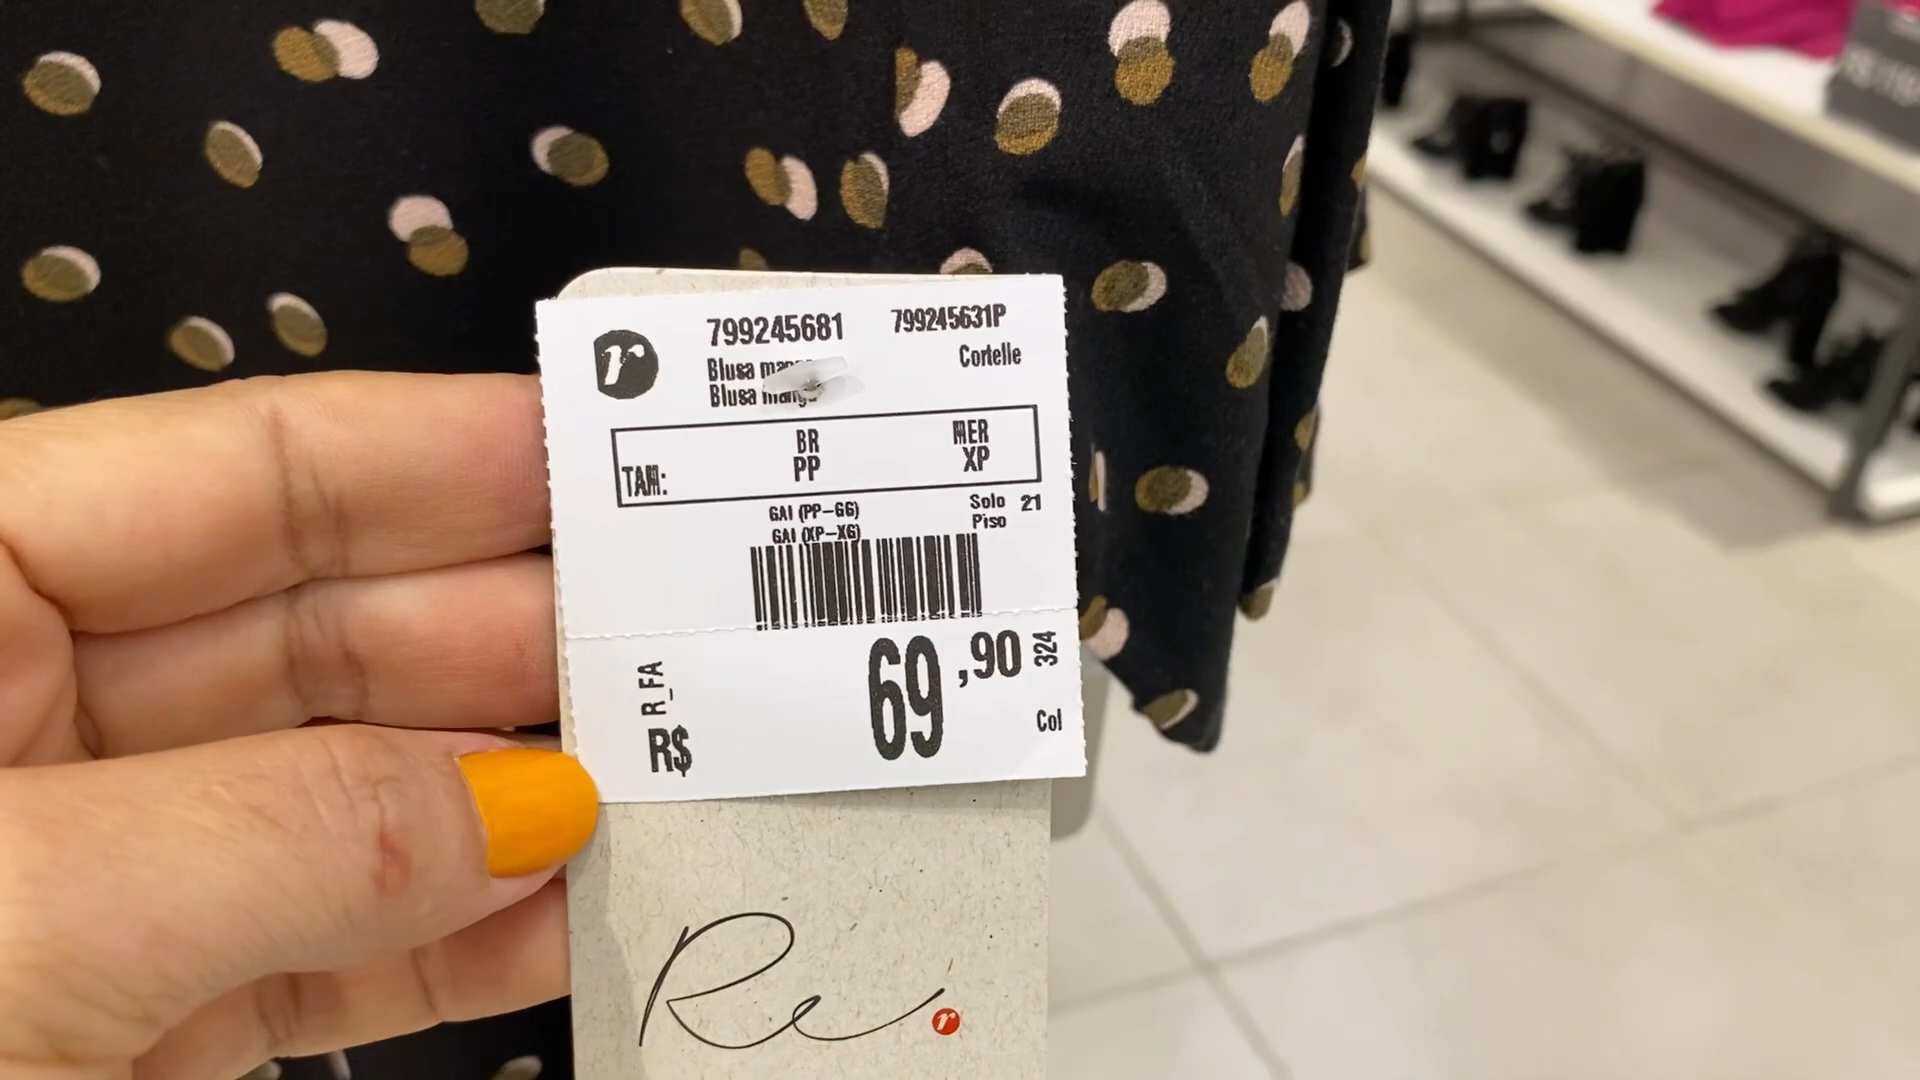 r
799245681 799245631P
Blusa Cortelle
Blusa manga
BR MER
TAM: PP XP
GAI (PP-GG) Solo 21
GAI (XP-XG) Piso
R_FA
R$ 69,90
324
Col
Re.
r